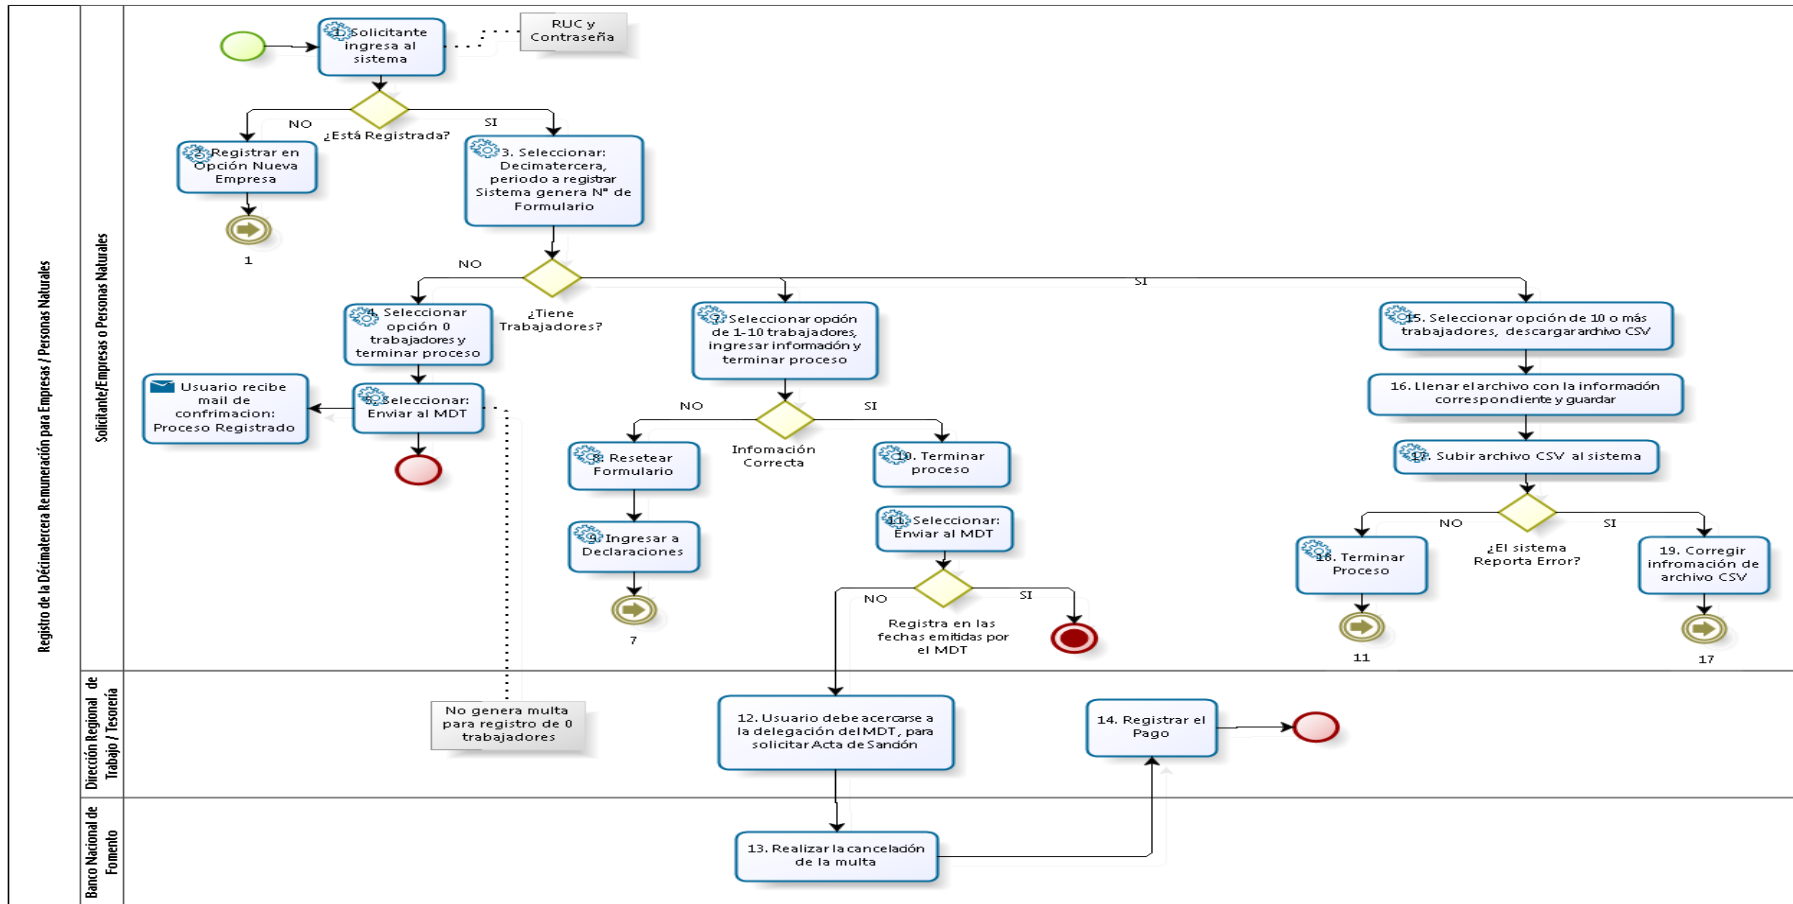 Registro de la Décimatercera Remuneración para Empresas / Personas Naturales
Solicitante/Empresas o Personas Naturales
1. Solicitante
ingresa al
sistema
RUC y
Contraseña
NO
¿Está Registrada?
SI
2. Registrar en
Opción Nueva
Empresa
1
3. Seleccionar:
Decimatercera,
periodo a registrar
Sistema genera N° de
Formulario
NO
¿Tiene
Trabajadores?
SI
4. Seleccionar
opción 0
trabajadores y
terminar proceso
5. Seleccionar:
Enviar al MDT
Usuario recibe
mail de
confrimacion:
Proceso Registrado
7. Seleccionar opción
de 1-10 trabajadores,
ingresar información y
terminar proceso
NO
SI
Infomación
Correcta
8. Resetear
Formulario
9. Ingresar a
Declaraciones
7
10. Terminar
proceso
11. Seleccionar:
Enviar al MDT
NO
SI
Registra en las
fechas emitidas por
el MDT
15. Seleccionar opción de 10 o más
trabajadores, descargar archivo CSV
16. Llenar el archivo con la información
correspondiente y guardar
17. Subir archivo CSV al sistema
NO
SI
¿El sistema
Reporta Error?
18. Terminar
Proceso
11
19. Corregir
infromación de
archivo CSV
17
Dirección Regional de
Trabajo / Tesorería
No genera multa
para registro de 0
trabajadores
12. Usuario debe acercarse a
la delegación del MDT, para
solicitar Acta de Sanción
14. Registrar el
Pago
Banco Nacional de
Fomento
13. Realizar la cancelación
de la multa